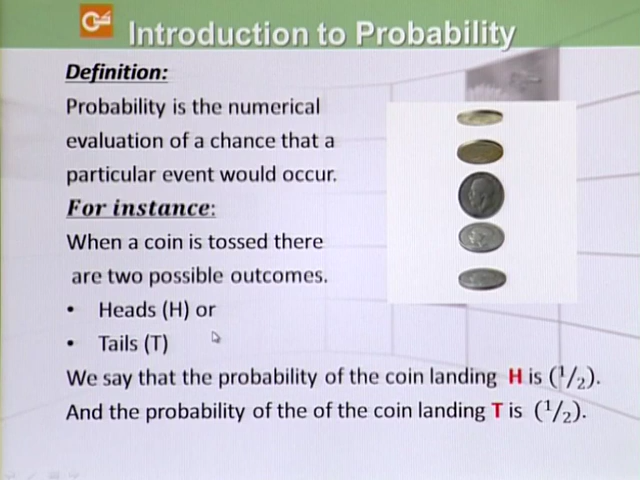 Introduction to Probability
Definition:
Probability is the numerical
evaluation of a chance that a
particular event would occur.
For instance:
When a coin is tossed there
are two possible outcomes.
• Heads (H) or
• Tails (T)
We say that the probability of the coin landing H is (¹/₂).
And the probability of the of the coin landing T is (¹/₂).